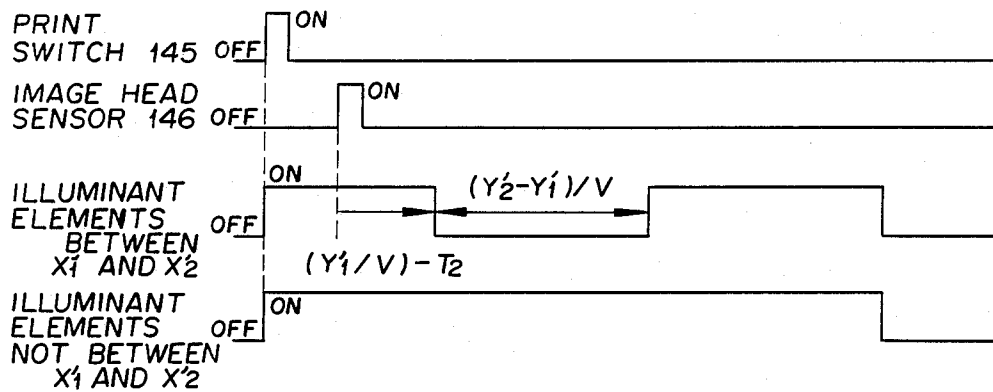 PRINT
SWITCH 145 OFF ON
IMAGE HEAD
SENSOR 146 OFF ON
ILLUMINANT
ELEMENTS OFF
BETWEEN
X'1 AND X'2
ON
(Y'2-Y'1)/V
(Y'1/V)-T2
ILLUMINANT
ELEMENTS OFF
NOT BETWEEN
X'1 AND X'2
ON